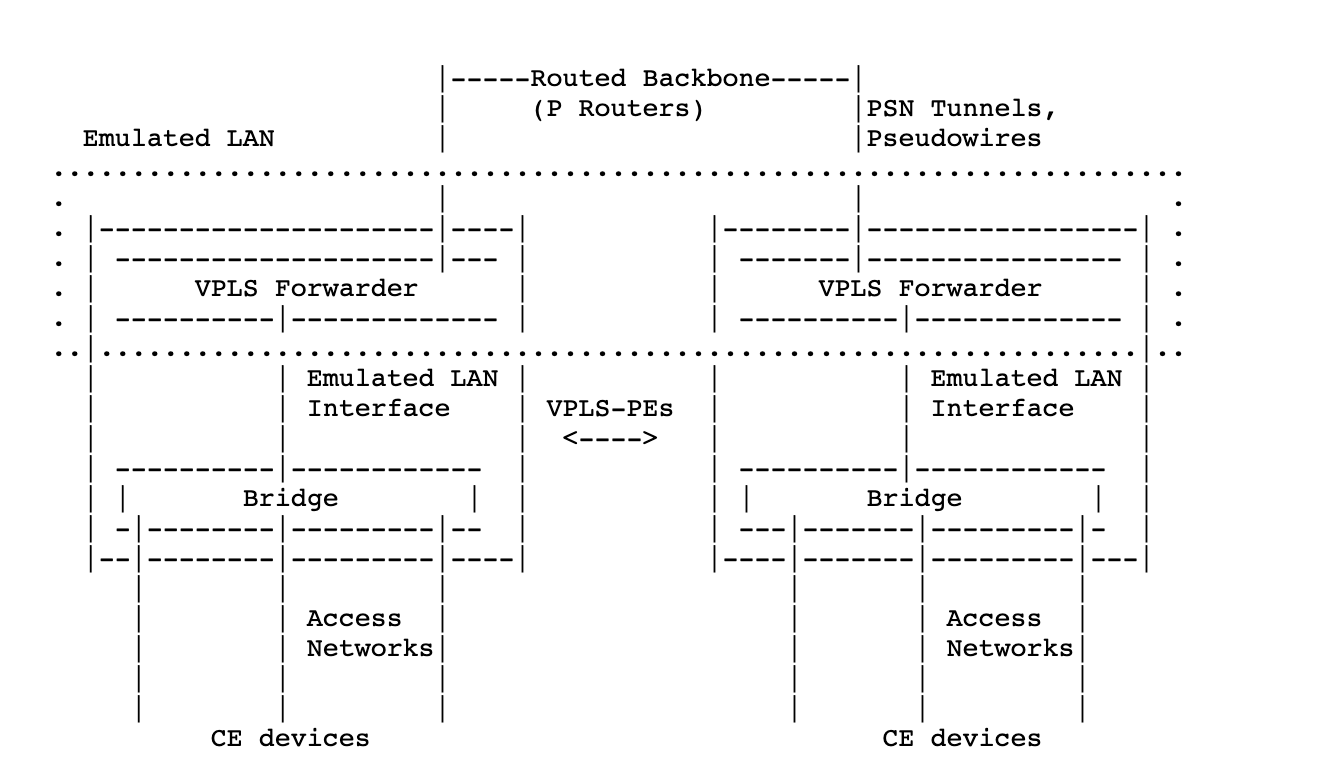 |-----Routed Backbone-----|
(P Routers) PSN Tunnels,
Emulated LAN Pseudowires
VPLS Forwarder VPLS Forwarder
Emulated LAN Emulated LAN
Interface VPLS-PEs Interface
<---->
Bridge Bridge
Access Access
Networks Networks
CE devices CE devices